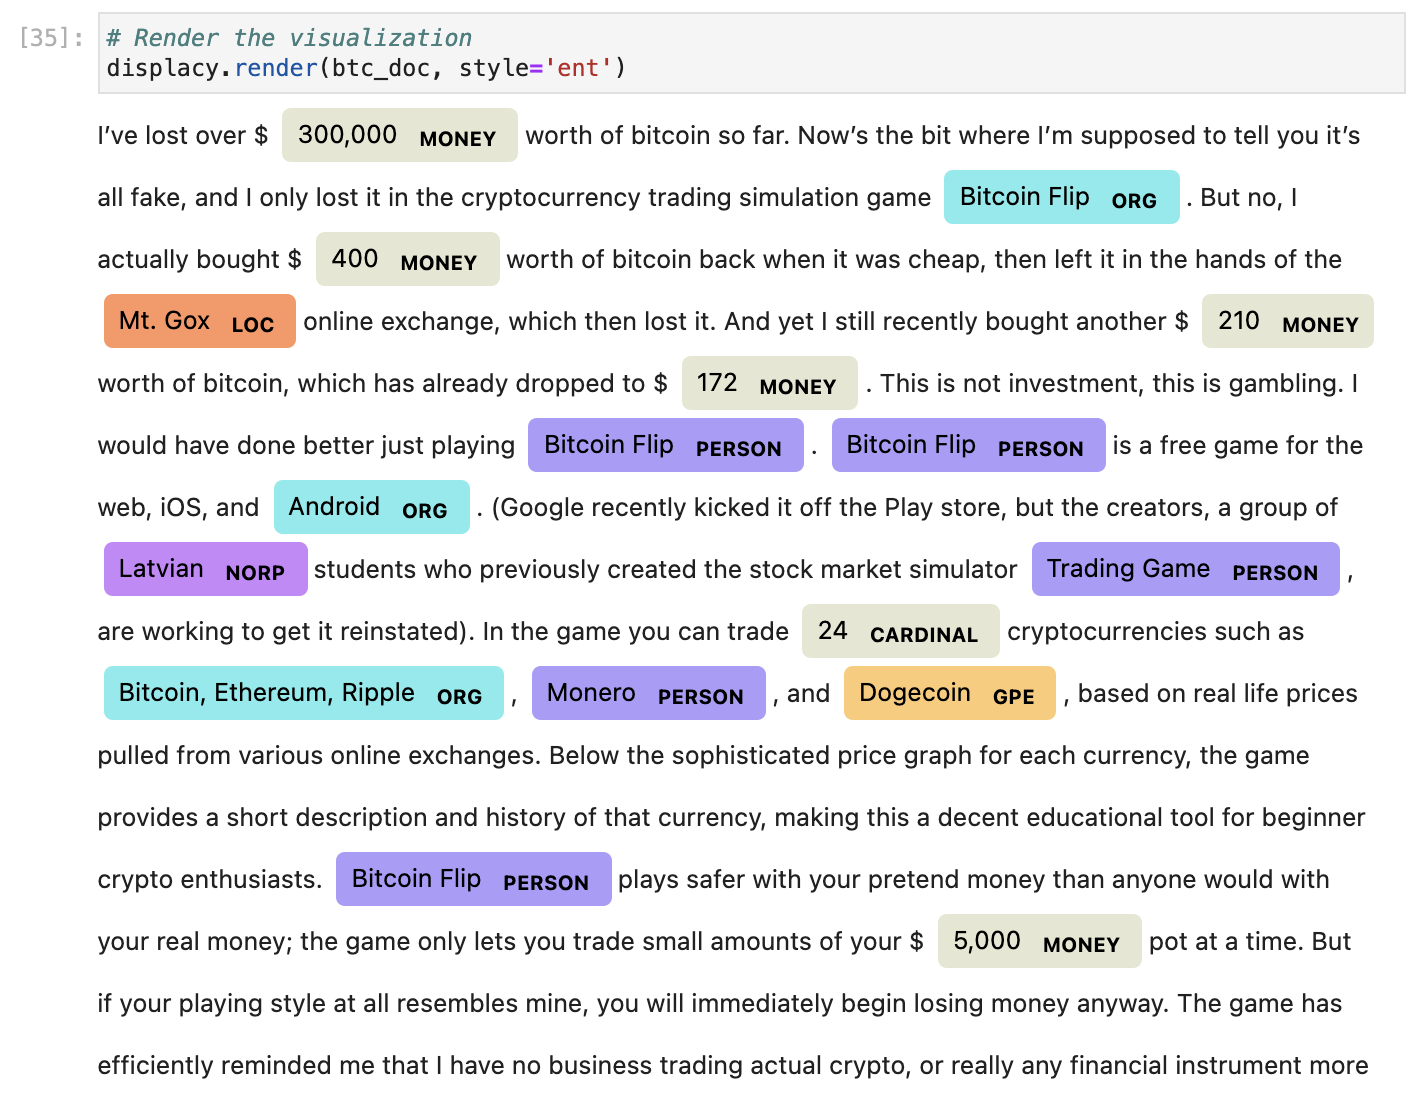 [35]: # Render the visualization
displacy.render(btc_doc, style='ent')
I’ve lost over $ 300,000 MONEY worth of bitcoin so far. Now’s the bit where I’m supposed to tell you it’s
all fake, and I only lost it in the cryptocurrency trading simulation game Bitcoin Flip ORG . But no, I
actually bought $ 400 MONEY worth of bitcoin back when it was cheap, then left it in the hands of the
Mt. Gox LOC online exchange, which then lost it. And yet I still recently bought another $ 210 MONEY
worth of bitcoin, which has already dropped to $ 172 MONEY . This is not investment, this is gambling. I
would have done better just playing Bitcoin Flip PERSON . Bitcoin Flip PERSON is a free game for the
web, iOS, and Android ORG . (Google recently kicked it off the Play store, but the creators, a group of
Latvian NORP students who previously created the stock market simulator Trading Game PERSON ,
are working to get it reinstated). In the game you can trade 24 CARDINAL cryptocurrencies such as
Bitcoin, Ethereum, Ripple ORG , Monero PERSON , and Dogecoin GPE , based on real life prices
pulled from various online exchanges. Below the sophisticated price graph for each currency, the game
provides a short description and history of that currency, making this a decent educational tool for beginner
crypto enthusiasts. Bitcoin Flip PERSON plays safer with your pretend money than anyone would with
your real money; the game only lets you trade small amounts of your $ 5,000 MONEY pot at a time. But
if your playing style at all resembles mine, you will immediately begin losing money anyway. The game has
efficiently reminded me that I have no business trading actual crypto, or really any financial instrument more